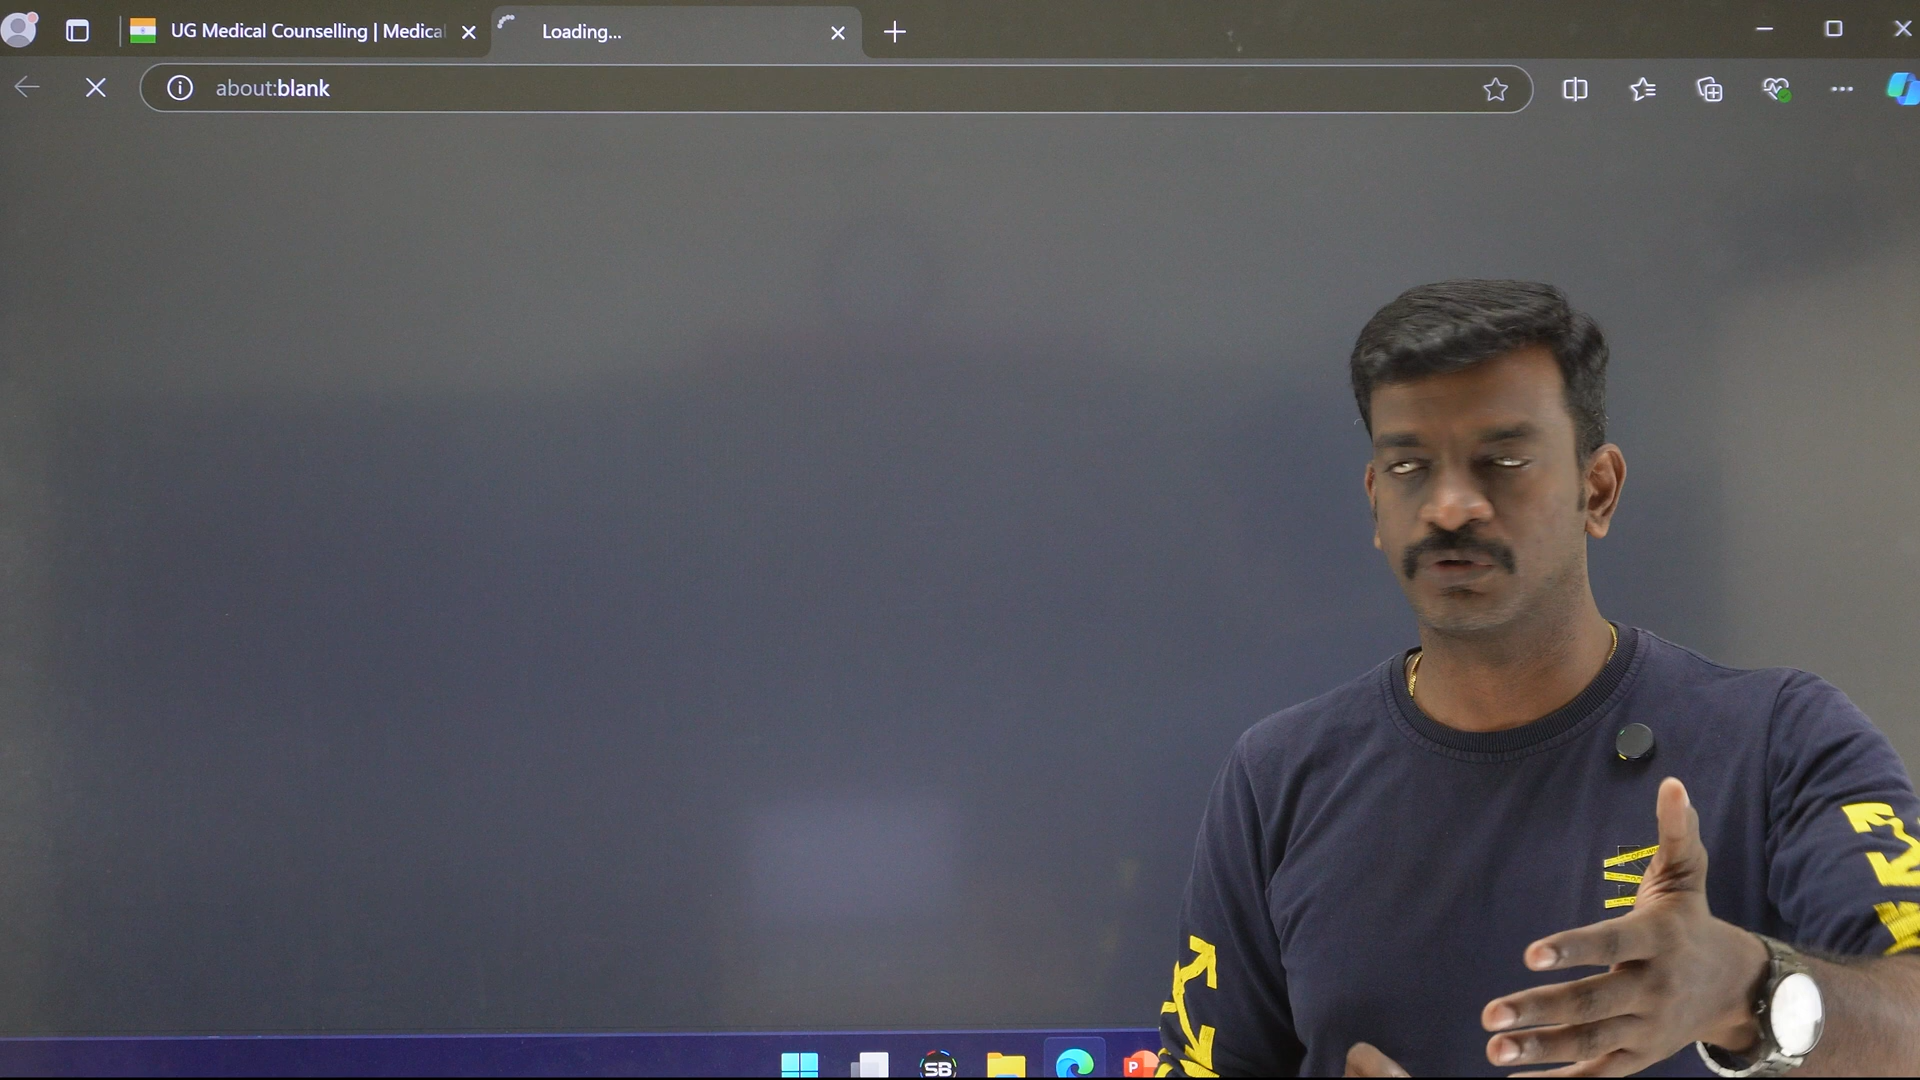 UG Medical Counselling | Medical
Loading...
about:blank
SB
P